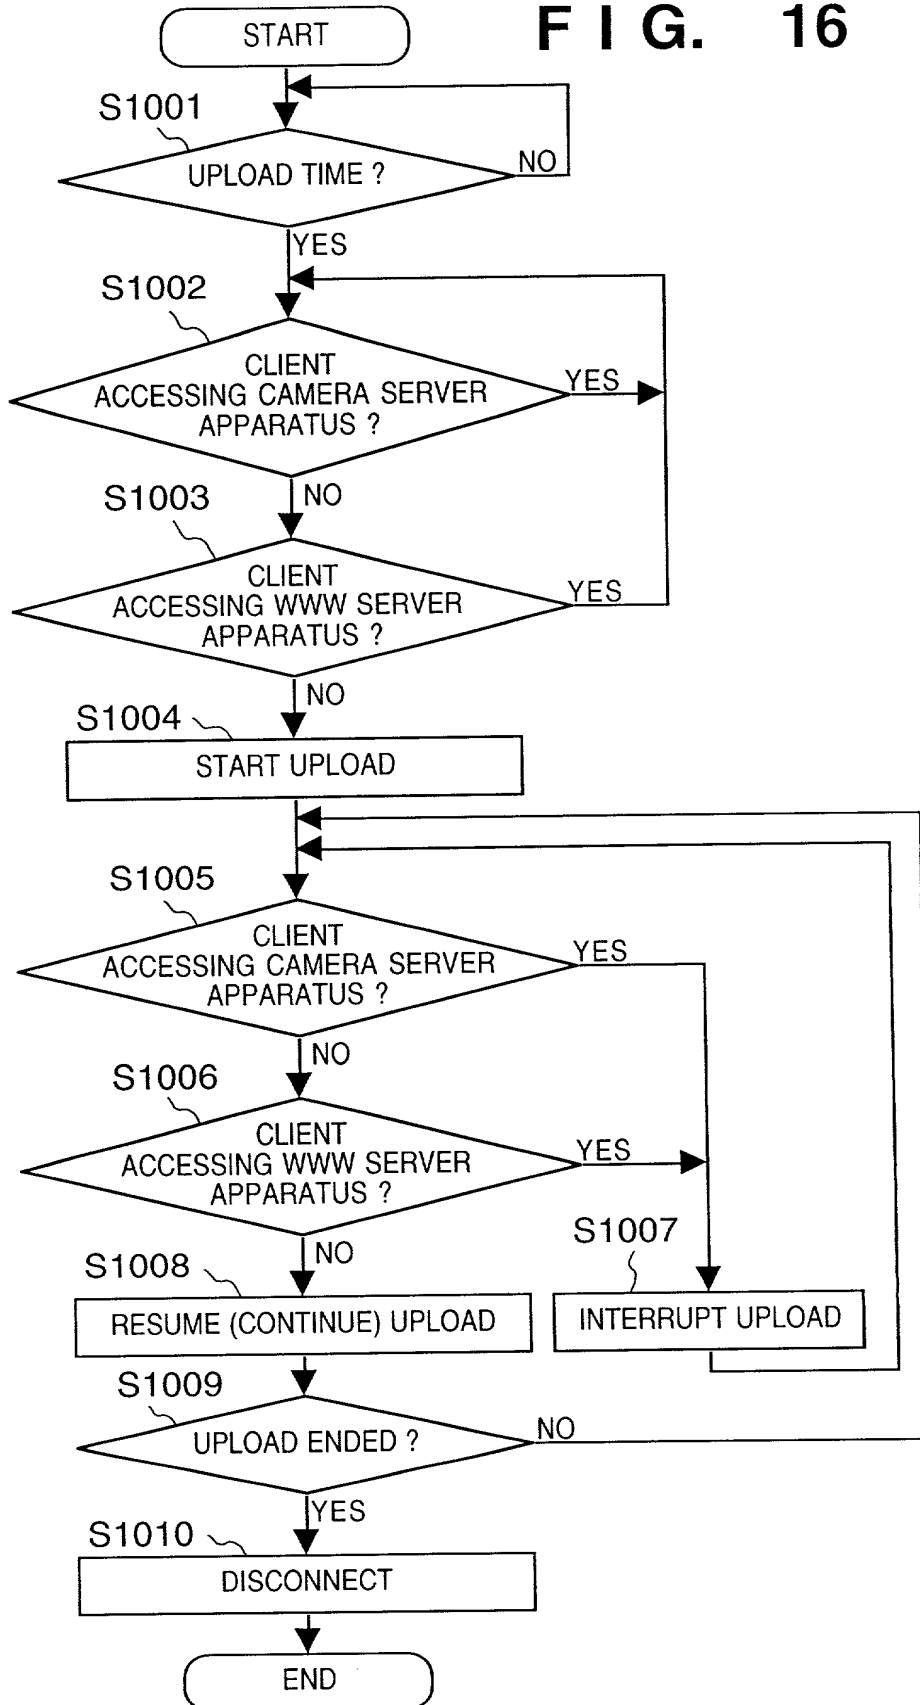 FIG. 16
START
S1001
UPLOAD TIME ?
NO
YES
S1002
CLIENT
ACCESSING CAMERA SERVER
APPARATUS ?
YES
NO
S1003
CLIENT
ACCESSING WWW SERVER
APPARATUS ?
YES
NO
S1004
START UPLOAD
S1005
CLIENT
ACCESSING CAMERA SERVER
APPARATUS ?
YES
NO
S1006
CLIENT
ACCESSING WWW SERVER
APPARATUS ?
YES
NO
S1007
INTERRUPT UPLOAD
S1008
RESUME (CONTINUE) UPLOAD
S1009
UPLOAD ENDED ?
NO
YES
S1010
DISCONNECT
END